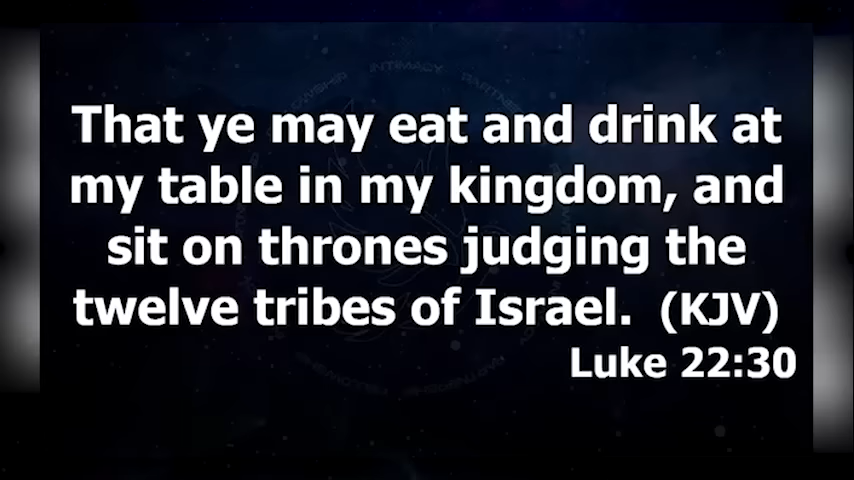 That ye may eat and drink at
my table in my kingdom, and
sit on thrones judging the
twelve tribes of Israel. (KJV)
Luke 22:30
INTIMACY